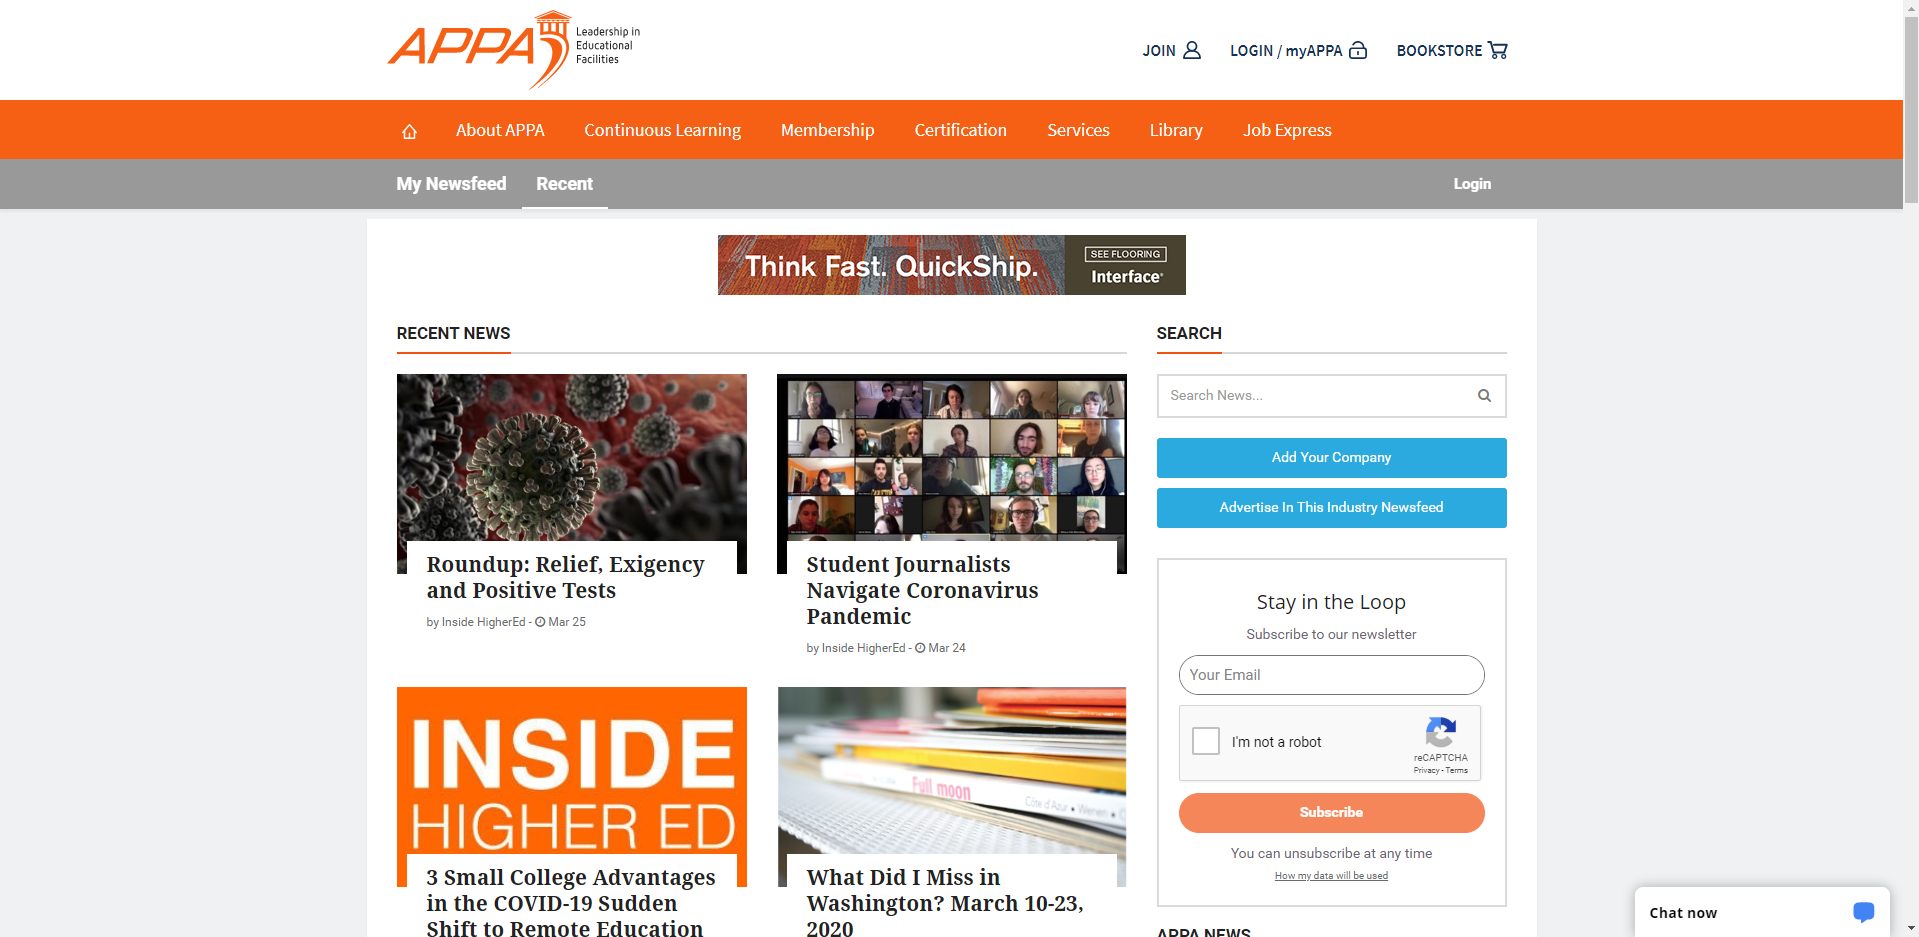 APPA
Leadership in
Educational
Facilities
JOIN
LOGIN / myAPPA
BOOKSTORE
About APPA
Continuous Learning
Membership
Certification
Services
Library
Job Express
My Newsfeed
Recent
Login
Think Fast. QuickShip.
SEE FLOORING
Interface®
RECENT NEWS
Roundup: Relief, Exigency
and Positive Tests
by Inside HigherEd - Mar 25
Student Journalists
Navigate Coronavirus
Pandemic
by Inside HigherEd - Mar 24
INSIDE
HIGHER ED
3 Small College Advantages
in the COVID-19 Sudden
Shift to Remote Education
Full moon
Côte d'Azur • Wenen •
What Did I Miss in
Washington? March 10-23,
2020
SEARCH
Search News...
Add Your Company
Advertise In This Industry Newsfeed
Stay in the Loop
Subscribe to our newsletter
Your Email
I'm not a robot
reCAPTCHA
Privacy - Terms
Subscribe
You can unsubscribe at any time
How my data will be used
APPA NEWS
Chat now